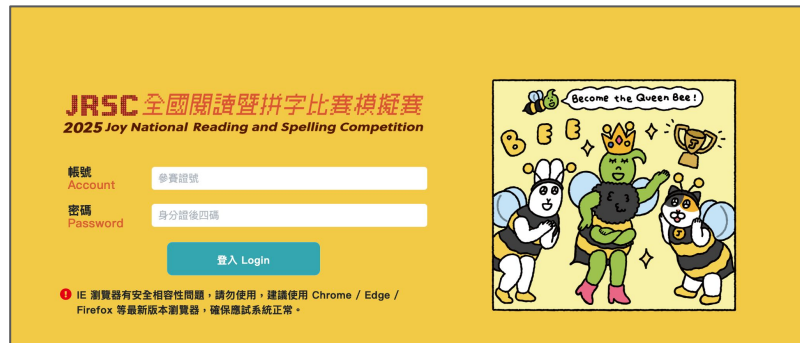 JRSC 全國閱讀暨拼字比賽模擬賽
2025 Joy National Reading and Spelling Competition
帳號
Account
參賽證號
密碼
Password
身分證後四碼
登入 Login
IE 瀏覽器有安全相容性問題，請勿使用，建議使用 Chrome / Edge /
Firefox 等最新版本瀏覽器，確保應試系統正常。
Become the Queen Bee!
BEE
J
J